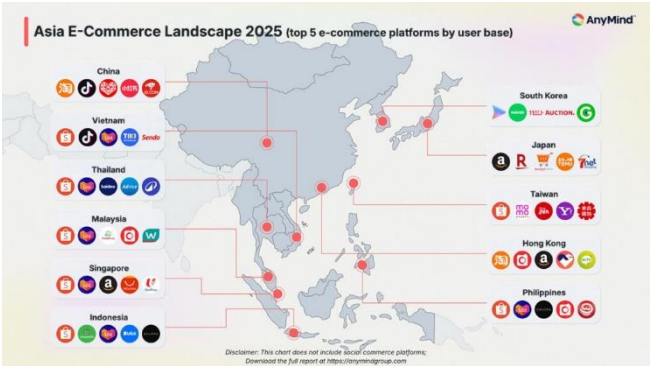 AnyMind
Asia E-Commerce Landscape 2025 (top 5 e-commerce platforms by user base)
China
Vietnam
TIKI
Sendo
Thailand
Advice
Malaysia
Singapore
a
Indonesia
South Korea
AUCTION.
G
Japan
a
R
Taiwan
momo
Hong Kong
a
Philippines
Disclaimer: This chart does not include social commerce platforms;
Download the full report at https://anymindgroup.com